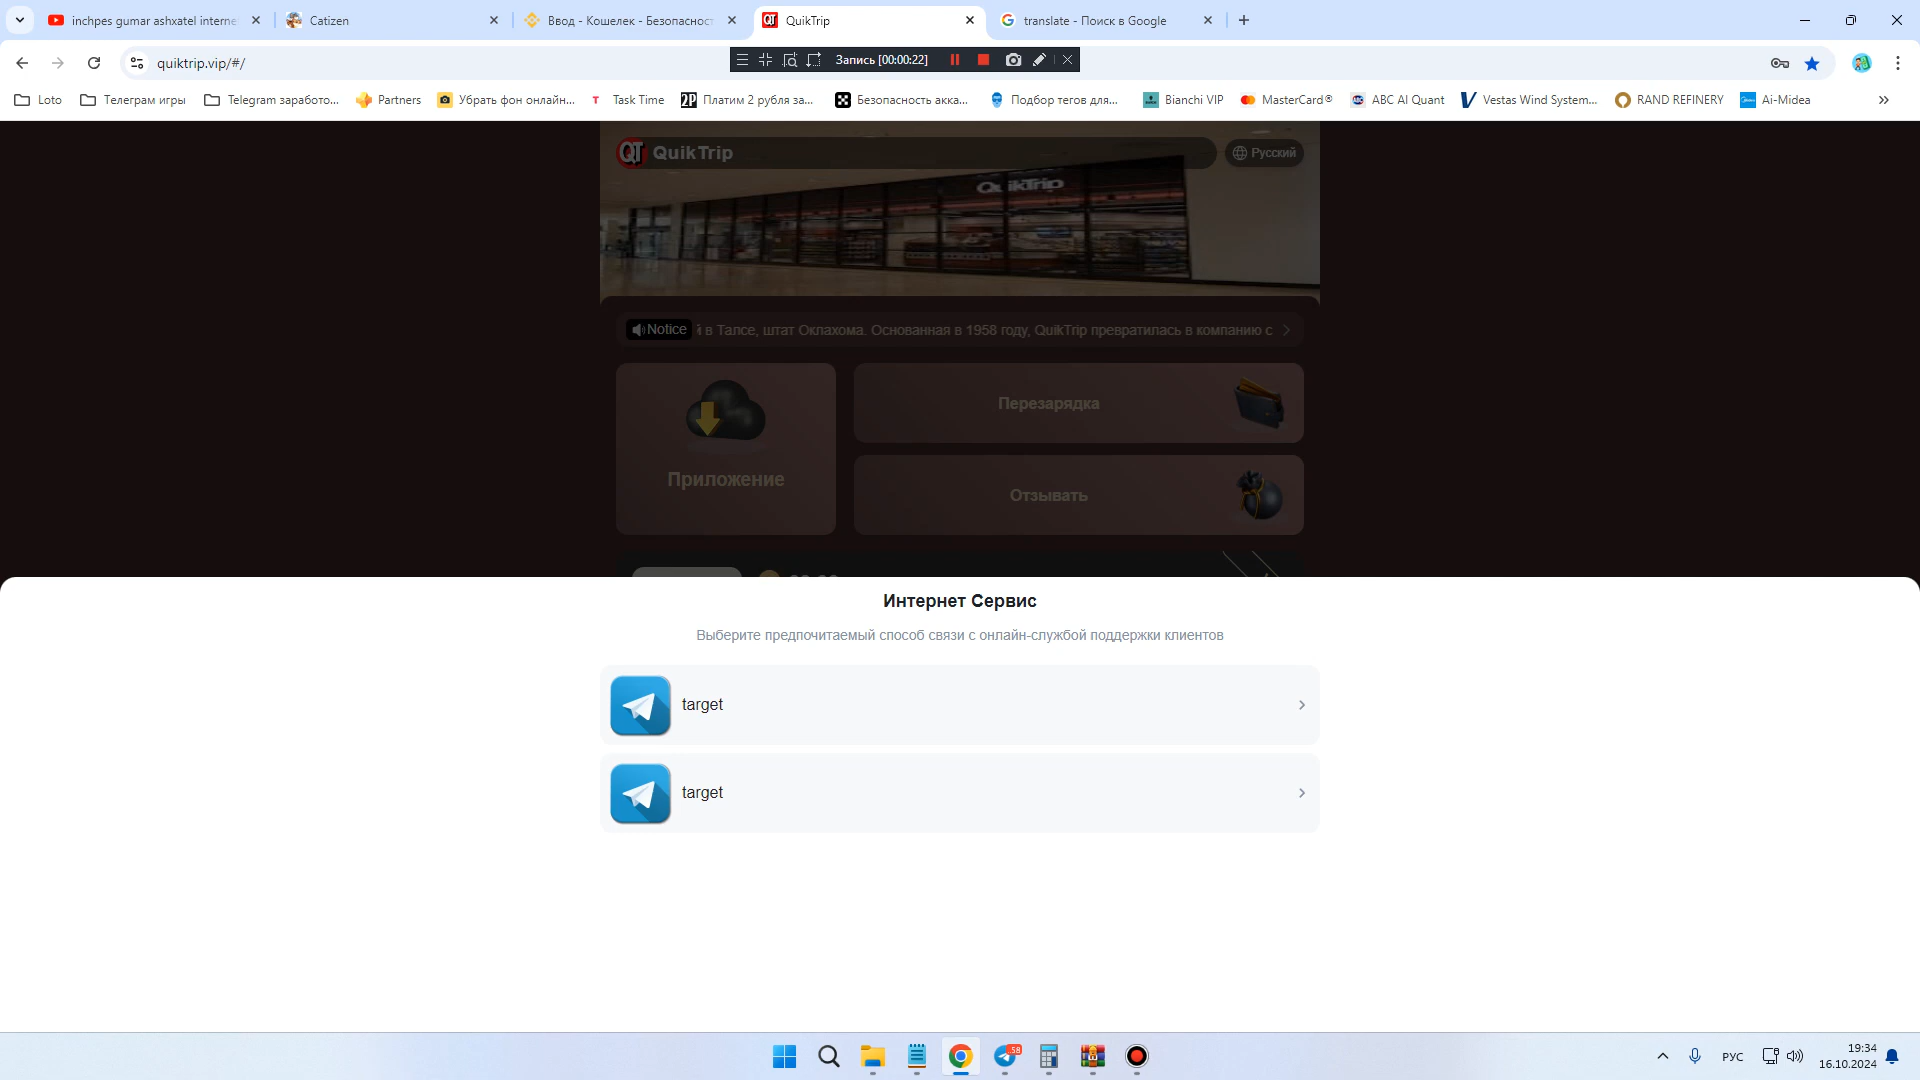 inchpes gumar ashxatel interne
Catizen
Ввод - Кошелек - Безопасност
QuikTrip
translate - Поиск в Google
quiktrip.vip/#/
Запись [00:00:22]
Loto
Телеграм игры
Telegram заработо...
Partners
Убрать фон онлайн...
Task Time
Платим 2 рубля за...
Безопасность акка...
Подбор тегов для...
Bianchi VIP
MasterCard®
ABC AI Quant
Vestas Wind System...
RAND REFINERY
Ai-Midea
QT QuikTrip
Русский
QuikTrip
Notice
й в Талсе, штат Оклахома. Основанная в 1958 году, QuikTrip превратилась в компанию с
Перезарядка
Приложение
Отзывать
Интернет Сервис
Выберите предпочитаемый способ связи с онлайн-службой поддержки клиентов
target
target
58
РУС
19:34
16.10.2024